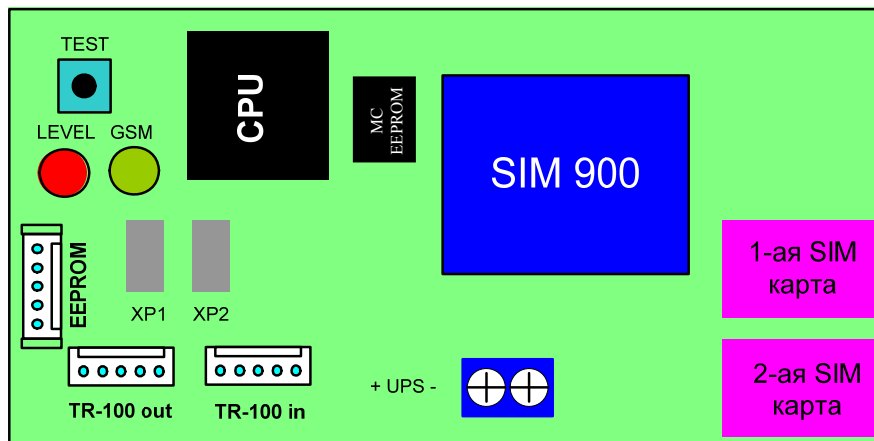 TEST
LEVEL GSM
CPU
MC
EEPROM
SIM 900
EEPROM
XP1 XP2
1-ая SIM
карта
TR-100 out
TR-100 in
+ UPS -
2-ая SIM
карта